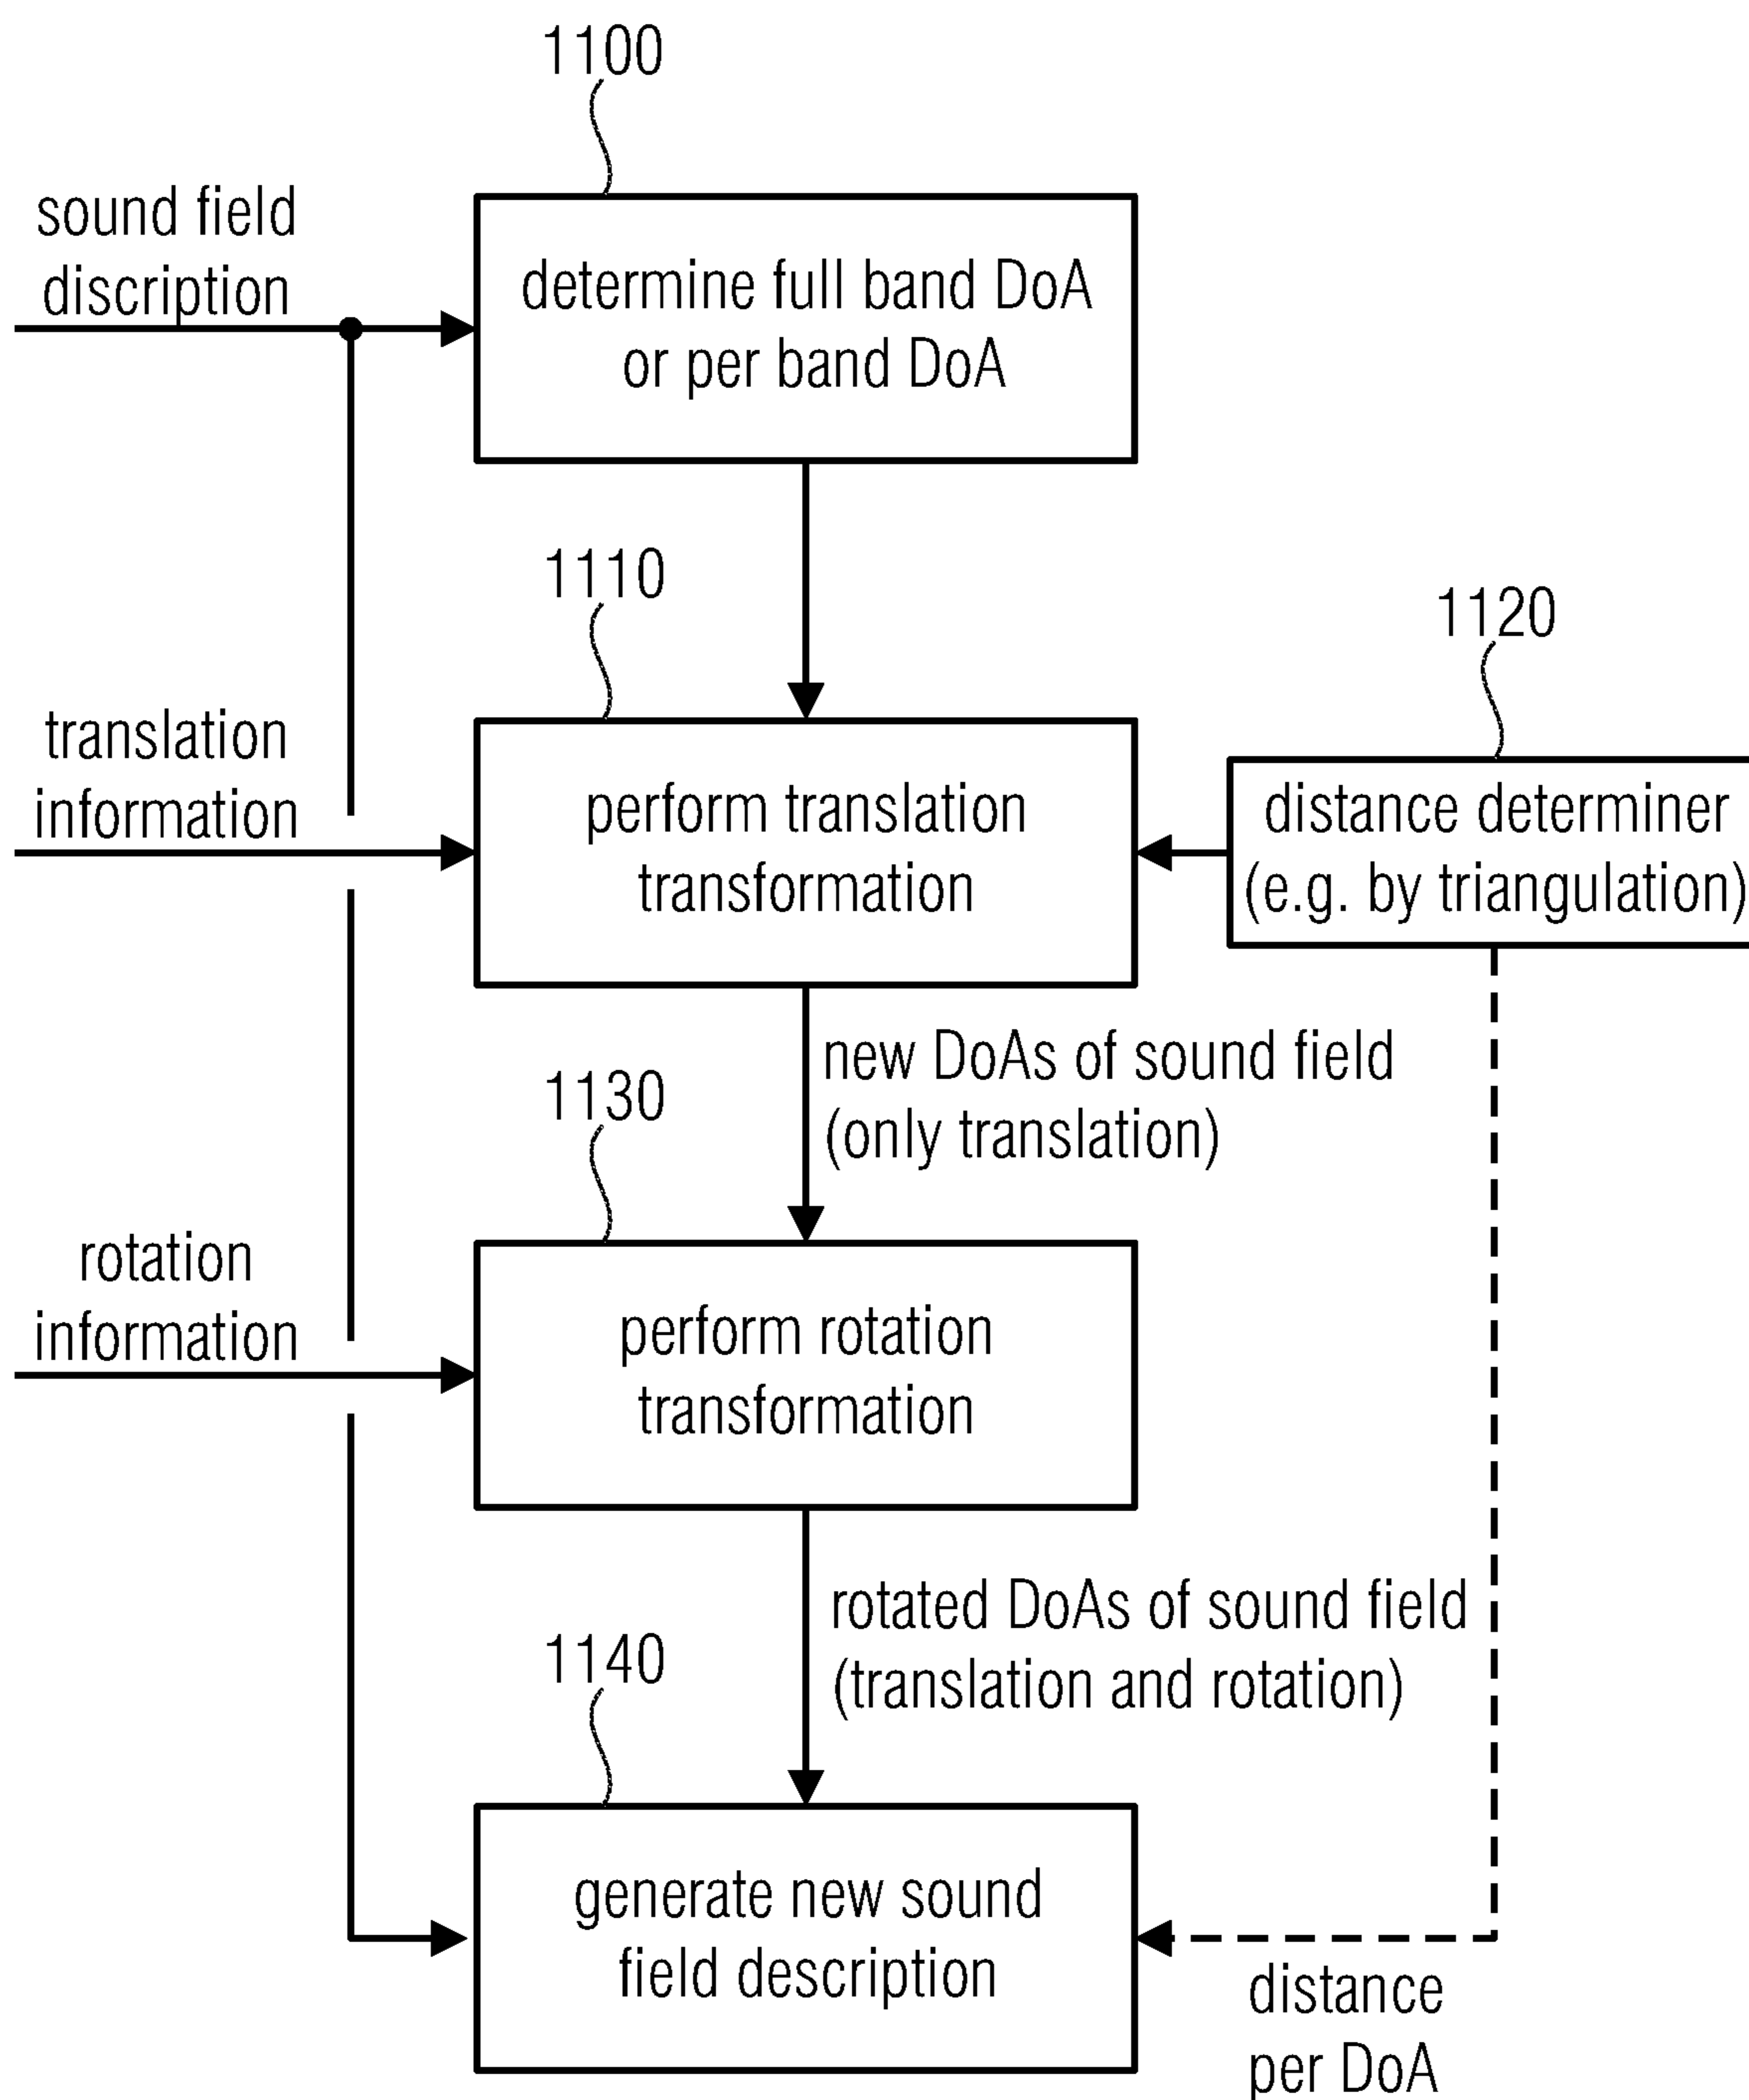 1100
sound field
discription
determine full band DoA
or per band DoA
1110
1120
translation
information
perform translation
transformation
distance determiner
(e.g. by triangulation)
new DoAs of sound field
(only translation)
1130
rotation
information
perform rotation
transformation
rotated DoAs of sound field
(translation and rotation)
1140
generate new sound
field description
distance
per DoA